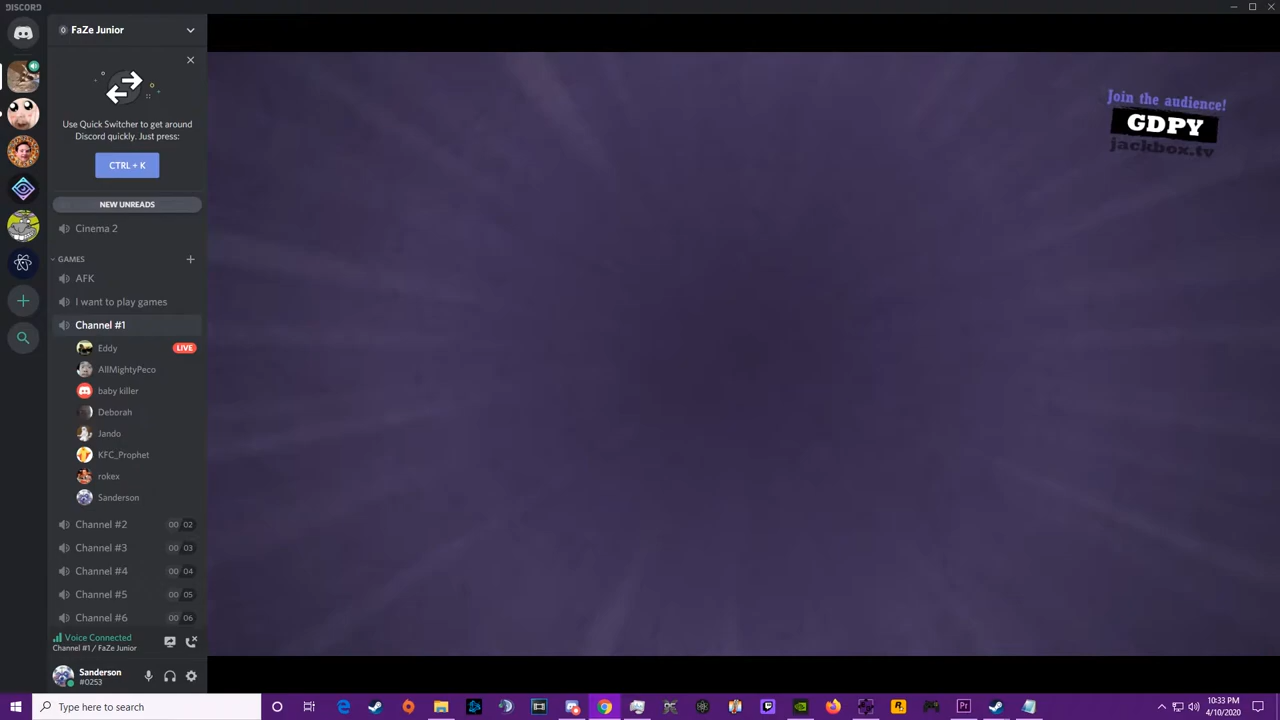 DISCORD
FaZe Junior
Use Quick Switcher to get around
Discord quickly. Just press:
CTRL + K
NEW UNREADS
Cinema 2
GAMES
AFK
I want to play games
Channel #1
Eddy
LIVE
AllMightyPeco
baby killer
Deborah
Jando
KFC_Prophet
rokex
Sanderson
Channel #2
00 02
Channel #3
00 03
Channel #4
00 04
Channel #5
00 05
Channel #6
00 06
Voice Connected
Channel #1 / FaZe Junior
Sanderson
#0253
Join the audience!
GDPY
jackbox.tv
Type here to search
Pr
10:33 PM
4/10/2020